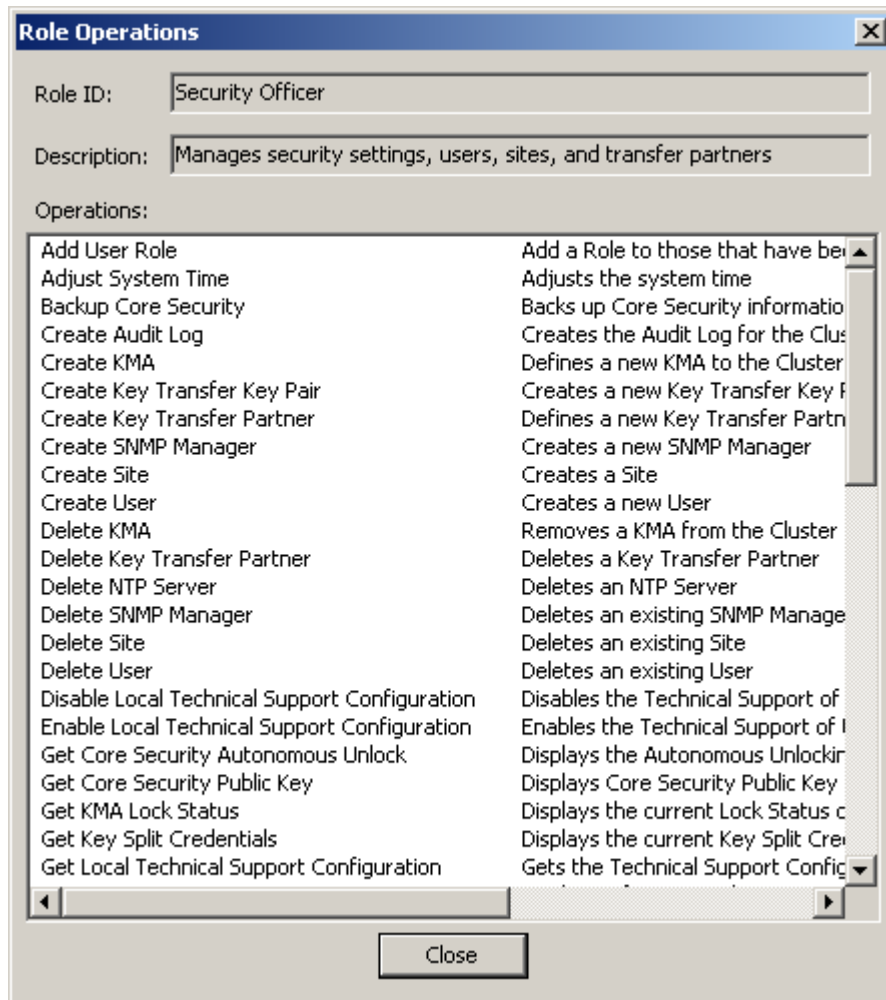 Role Operations
Role ID: Security Officer
Description: Manages security settings, users, sites, and transfer partners
Operations:
Add User Role Add a Role to those that have
Adjust System Time Adjusts the system time
Backup Core Security Backs up Core Security
Create Audit Log Creates the Audit Log for the
Create KMA Defines a new KMA to the Cluster
Create Key Transfer Key Pair Creates a new Key Transfer Key
Create Key Transfer Partner Defines a new Key Transfer
Create SNMP Manager Creates a new SNMP Manager
Create Site Creates a Site
Create User Creates a new User
Delete KMA Removes a KMA from the Cluster
Delete Key Transfer Partner Deletes a Key Transfer Partner
Delete NTP Server Deletes an NTP Server
Delete SNMP Manager Deletes an existing SNMP
Delete Site Deletes an existing Site
Delete User Deletes an existing User
Disable Local Technical Support Configuration Disables the Technical Support of
Enable Local Technical Support Configuration Enables the Technical Support of
Get Core Security Autonomous Unlock Displays the Autonomous
Get Core Security Public Key Displays Core Security Public Key
Get KMA Lock Status Displays the current Lock Status
Get Key Split Credentials Displays the current Key Split
Get Local Technical Support Configuration Gets the Technical Support
Close